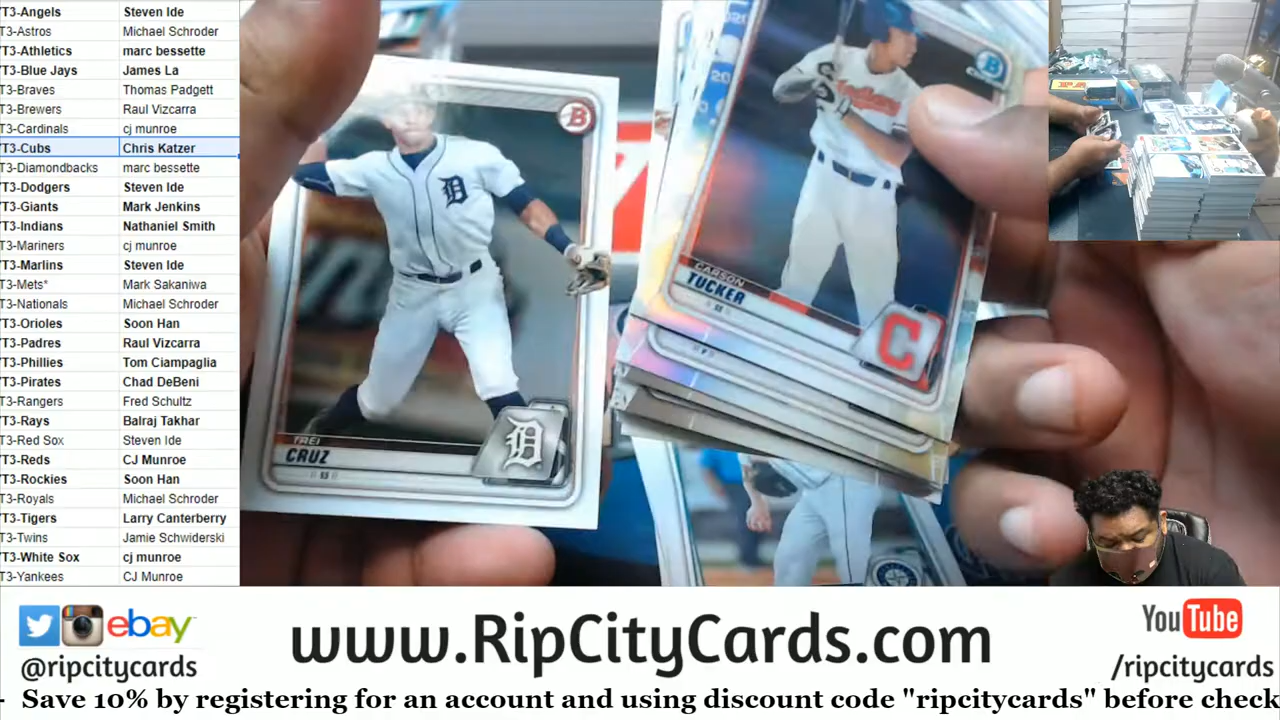 T3-Angels Steven Ide
T3-Astros Michael Schroder
T3-Athletics marc bessette
T3-Blue Jays James La
T3-Braves Thomas Padgett
T3-Brewers Raul Vizcarra
T3-Cardinals cj munroe
T3-Cubs Chris Katzer
T3-Diamondbacks marc bessette
T3-Dodgers Steven Ide
T3-Giants Mark Jenkins
T3-Indians Nathaniel Smith
T3-Mariners cj munroe
T3-Marlins Steven Ide
T3-Mets* Mark Sakaniwa
T3-Nationals Michael Schroder
T3-Orioles Soon Han
T3-Padres Raul Vizcarra
T3-Phillies Tom Ciampaglia
T3-Pirates Chad DeBeni
T3-Rangers Fred Schultz
T3-Rays Balraj Takhar
T3-Red Sox Steven Ide
T3-Reds CJ Munroe
T3-Rockies Soon Han
T3-Royals Michael Schroder
T3-Tigers Larry Canterberry
T3-Twins Jamie Schwiderski
T3-White Sox cj munroe
T3-Yankees CJ Munroe
B
D
TREI
CRUZ
SS
D
B
Indians
CARSON
TUCKER
SS
C
ebay
@ripcitycards
www.RipCityCards.com
YouTube
/ripcitycards
- Save 10% by registering for an account and using discount code "ripcitycards" before check